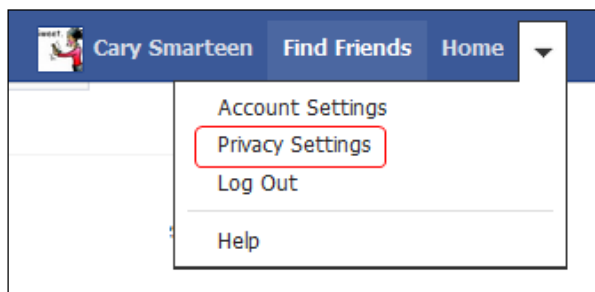 Cary Smarteen Find Friends Home
Account Settings
Privacy Settings
Log Out
Help